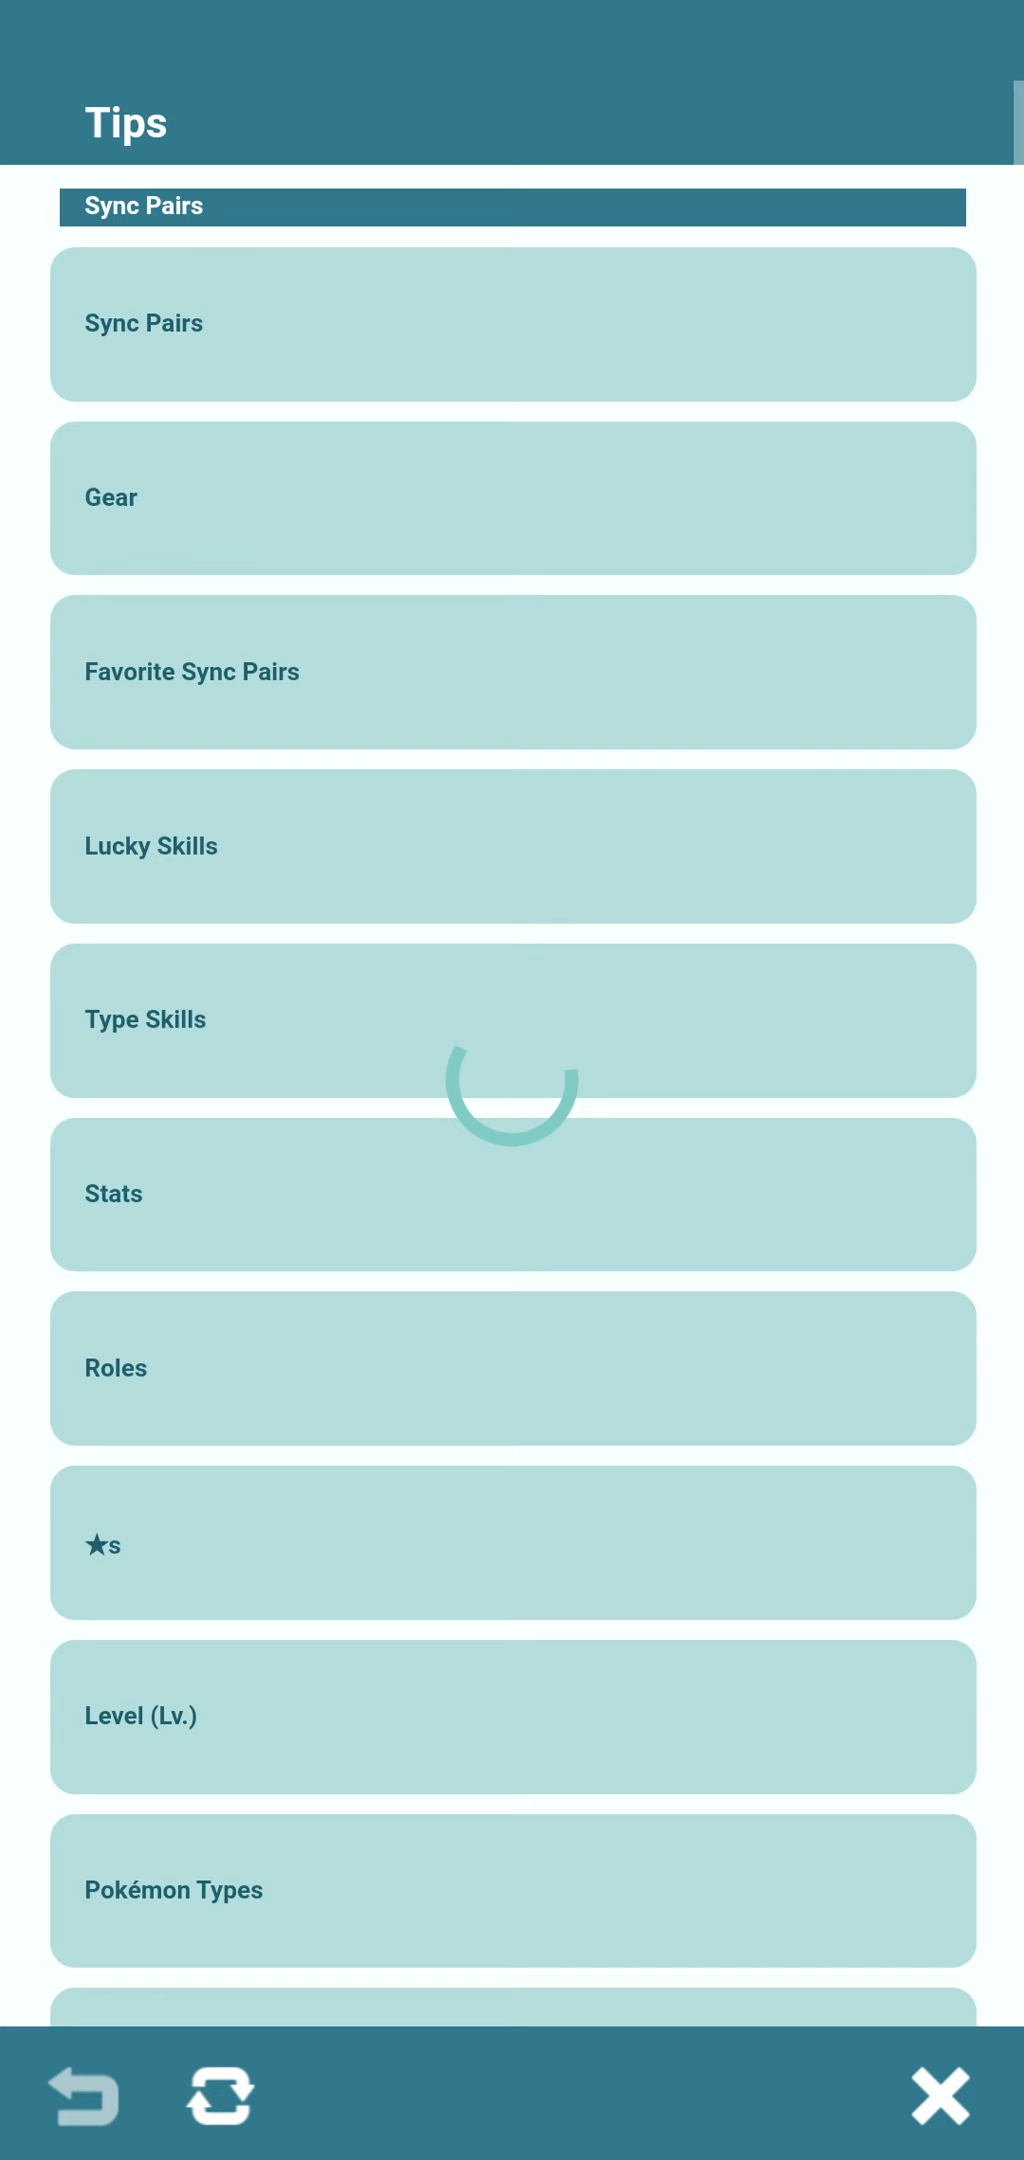 Tips
Sync Pairs
Sync Pairs
Gear
Favorite Sync Pairs
Lucky Skills
Type Skills
Stats
Roles
★s
Level (Lv.)
Pokémon Types